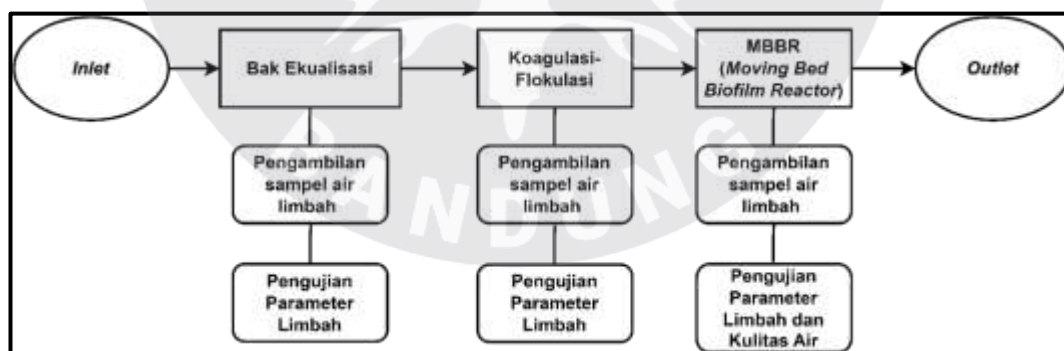 Inlet
Bak Ekualisasi
Koagulasi-
Flokulasi
MBBR
(Moving Bed
Biofilm Reactor)
Outlet
Pengambilan
sampel air
limbah
Pengambilan
sampel air
limbah
Pengambilan
sampel air
limbah
BANDUNG
Pengujian
Parameter
Limbah
Pengujian
Parameter
Limbah
Pengujian
Parameter
Limbah dan
Kulitas Air